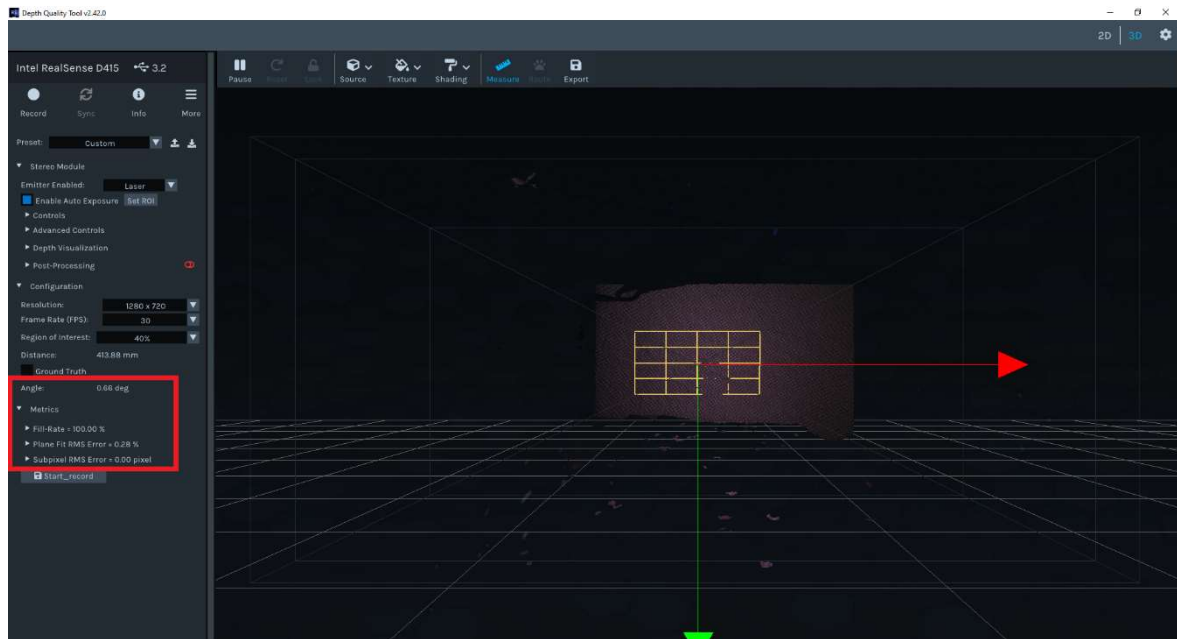 Depth Quality Tool v2.42.0
2D 3D
Intel RealSense D415 3.2
Pause Reset Source Texture Shading Measure Export
Record Sync Info More
Preset: Custom
Stereo Module
Emitter Enabled: Laser
Enable Auto Exposure Set ROI
Controls
Advanced Controls
Depth Visualization
Post-Processing
Configuration
Resolution: 1280 x 720
Frame Rate (FPS): 30
Region of Interest: 40%
Distance: 413.88 mm
Ground Truth
Angle: 0.66 deg
Metrics
Fill-Rate = 100.00 %
Plane Fit RMS Error = 0.28 %
Subpixel RMS Error = 0.00 pixel
Start_record